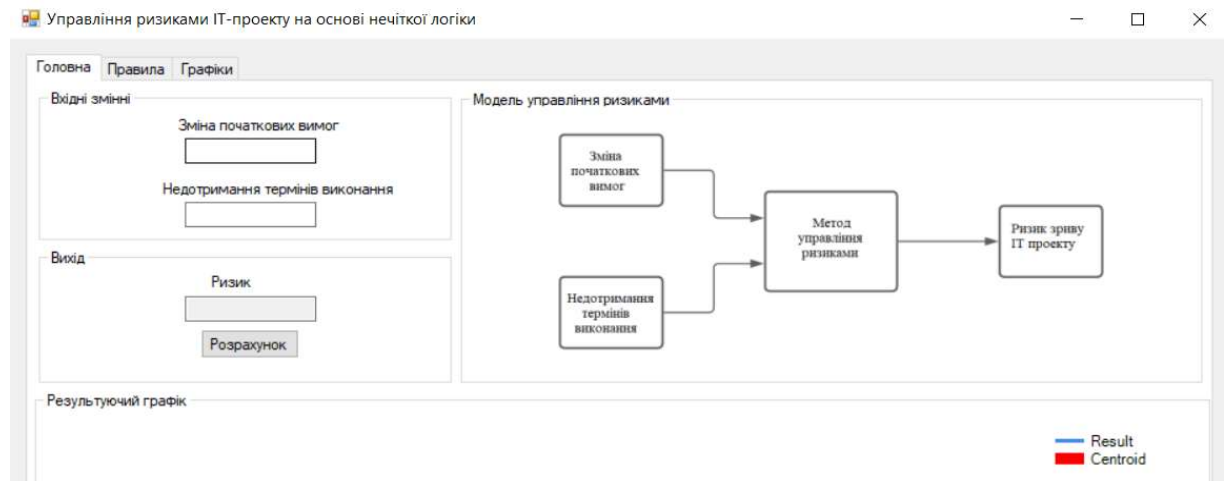 Управління ризиками ІТ-проекту на основі нечіткої логіки
Головна Правила Графіки
Вхідні змінні
Зміна початкових вимог
Недотримання термінів виконання
Вихід
Ризик
Розрахунок
Модель управління ризиками
Зміна
початкових
вимог
Недотримання
термінів
виконання
Метод
управління
ризиками
Ризик зриву
ІТ проекту
Результуючий графік
Result
Centroid